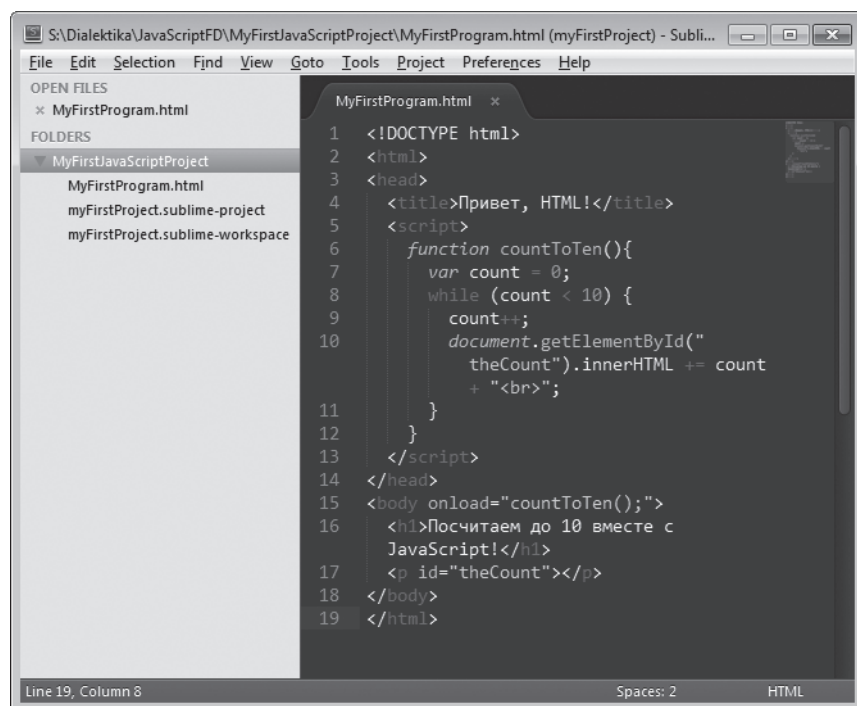 S:\Dialektika\JavaScriptFD\MyFirstJavaScriptProject\MyFirstProgram.html (myFirstProject) - Subli...
File Edit Selection Find View Goto Tools Project Preferences Help
OPEN FILES
× MyFirstProgram.html
FOLDERS
MyFirstJavaScriptProject
MyFirstProgram.html
myFirstProject.sublime-project
myFirstProject.sublime-workspace
MyFirstProgram.html ×
1 <!DOCTYPE html>
2 <html>
3 <head>
4 <title>Привет, HTML!</title>
5 <script>
6 function countToTen(){
7 var count = 0;
8 while (count < 10) {
9 count++;
10 document.getElementById("
theCount").innerHTML += count
+ "<br>";
11 }
12 }
13 </script>
14 </head>
15 <body onload="countToTen();">
16 <h1>Посчитаем до 10 вместе с
JavaScript!</h1>
17 <p id="theCount"></p>
18 </body>
19 </html>
Line 19, Column 8 Spaces: 2 HTML